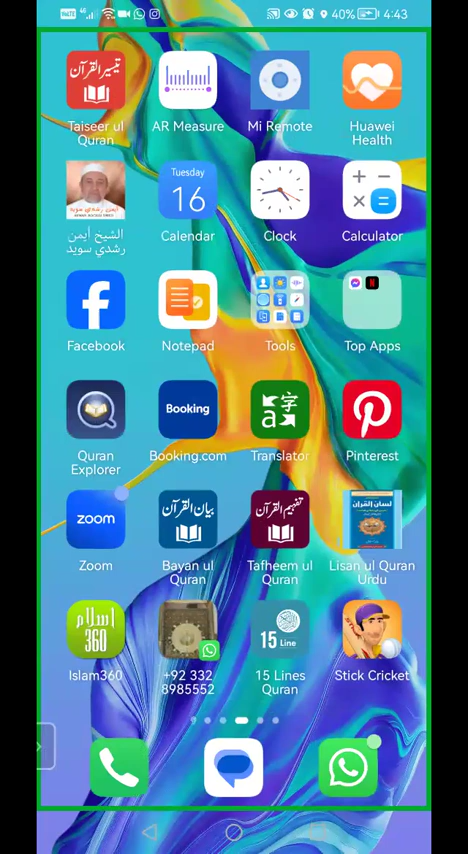 40% 4:43
تيسير القرآن
Taiseer ul
Quran
AR Measure
Mi Remote
Huawei
Health
أيمن رشدي سويد
الشيخ أيمن
رشدي سويد
Tuesday
16
Calendar
Clock
Calculator
Facebook
Notepad
Tools
Top Apps
Quran
Explorer
Booking
Booking.com
a字
Translator
Pinterest
zoom
Zoom
بیان القرآن
Bayan ul
Quran
تفہیم القرآن
Tafheem ul
Quran
لسان القرآن
Lisan ul Quran
Urdu
اسلام
360
Islam360
+92 332
8985552
15 Line
15 Lines
Quran
Stick Cricket